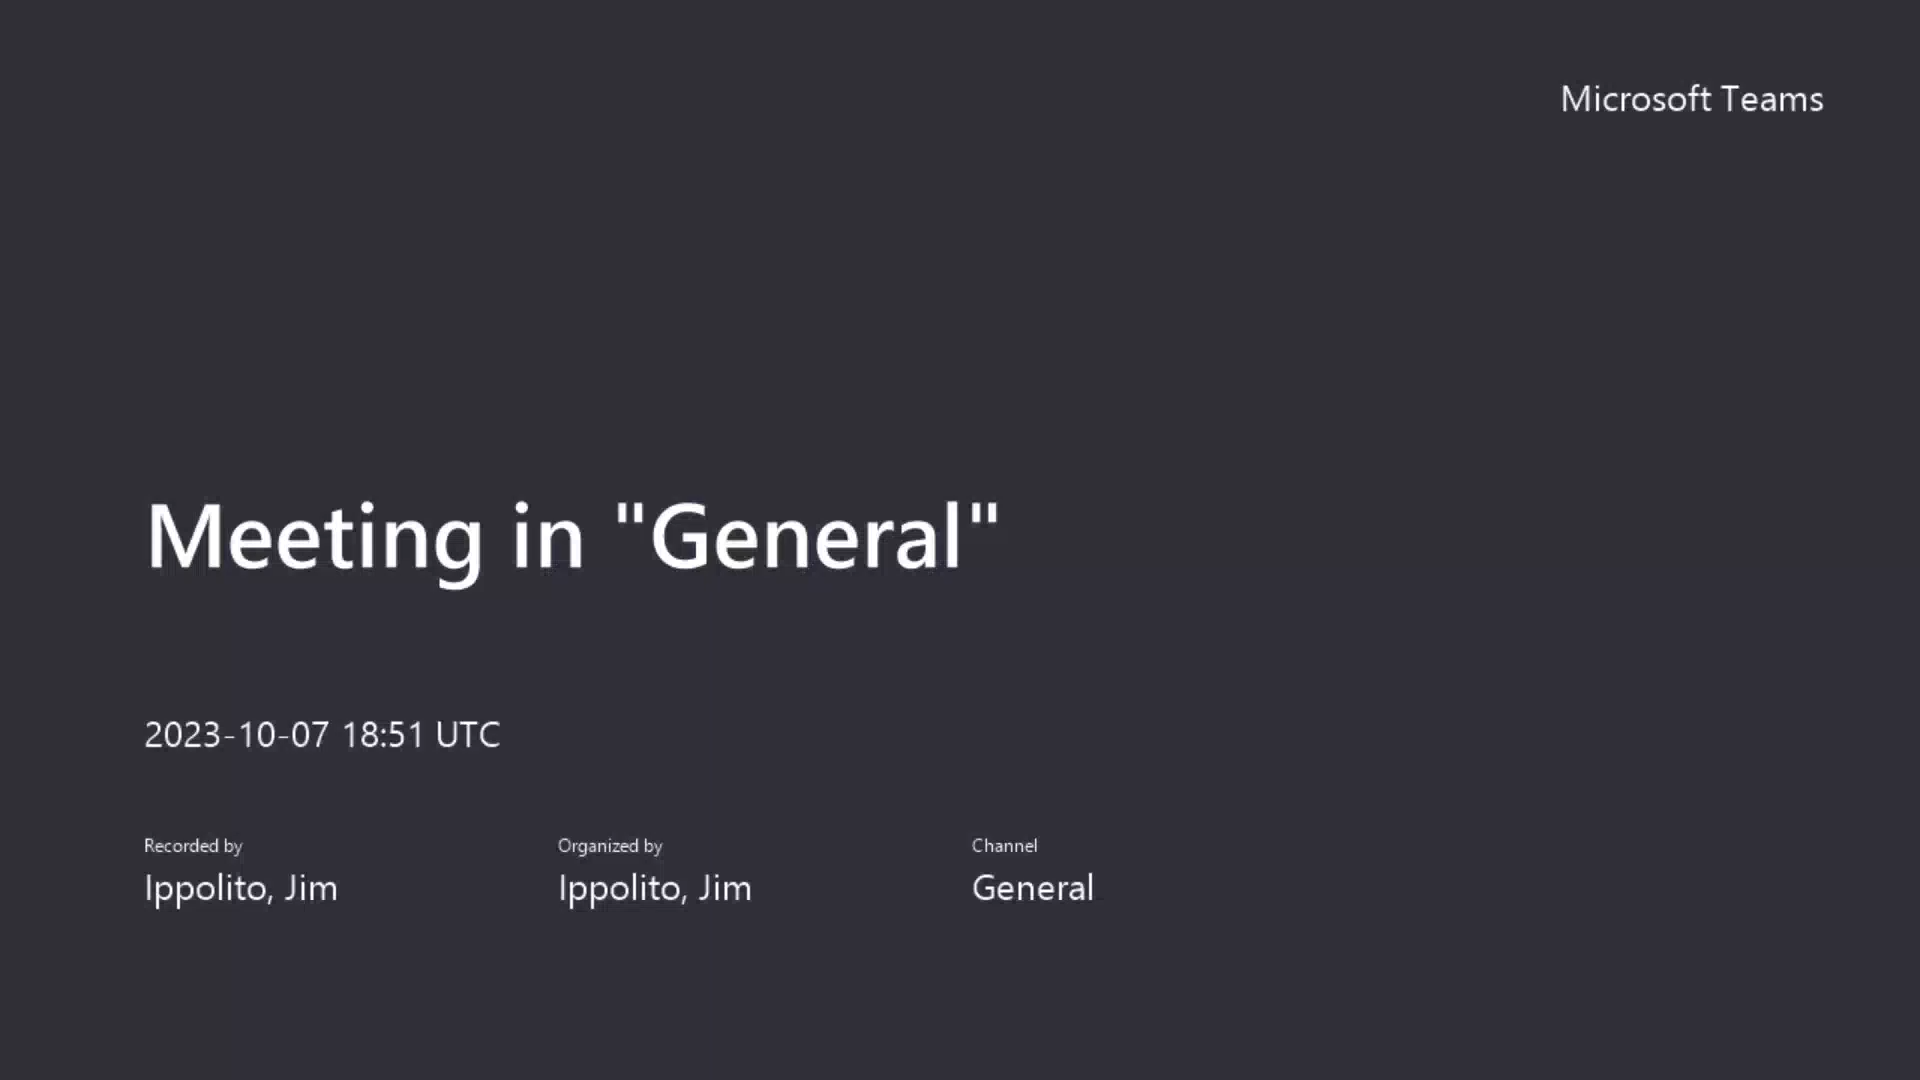 Microsoft Teams
Meeting in "General"
2023-10-07 18:51 UTC
Recorded by
Ippolito, Jim
Organized by
Ippolito, Jim
Channel
General